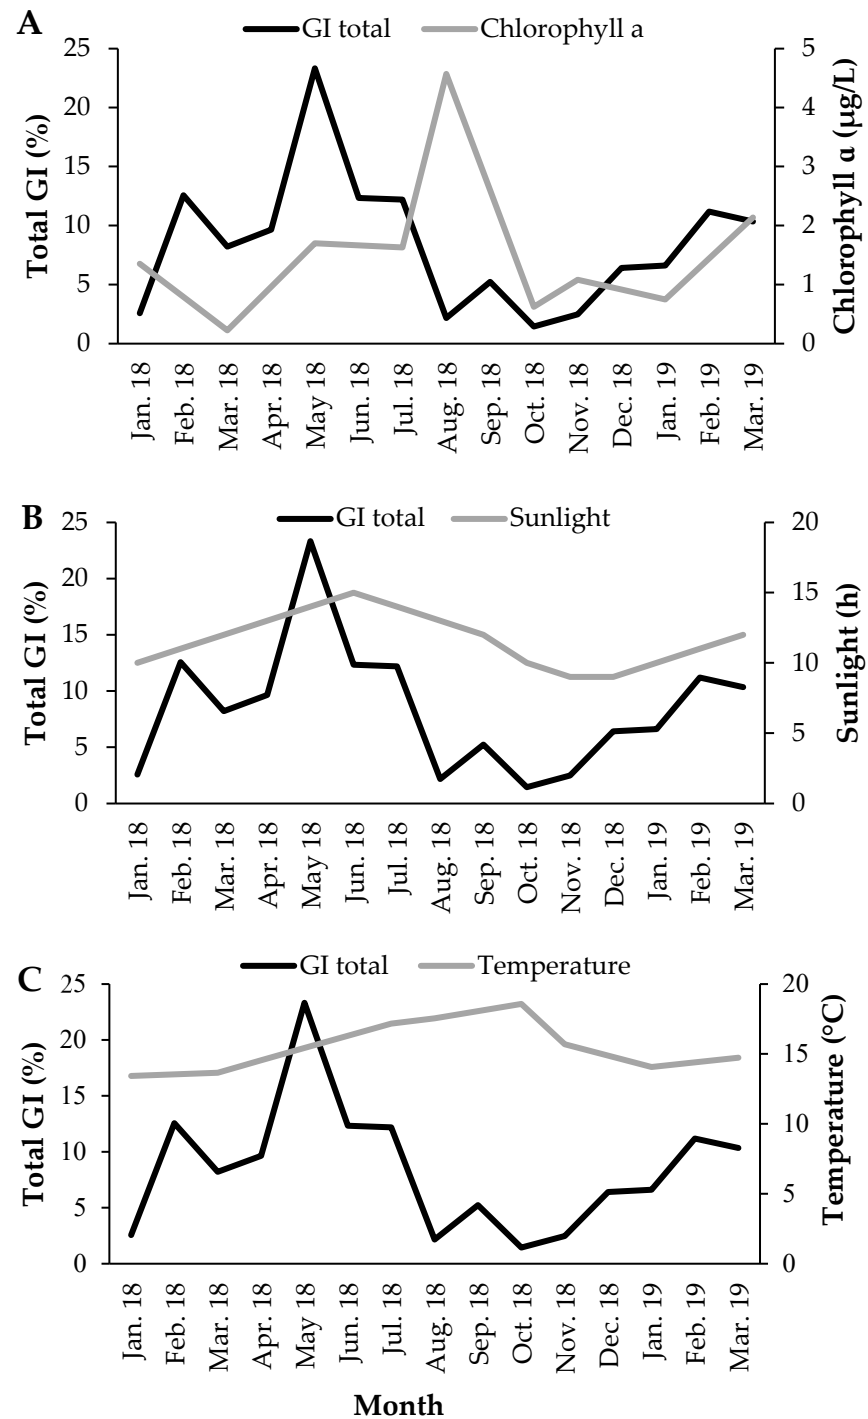 A
GI total Chlorophyll a
Total GI (%)
25
20
15
10
5
0
5
4
3
2
1
0
Chlorophyll a (µg/L)
Jan. 18
Feb. 18
Mar. 18
Apr. 18
May 18
Jun. 18
Jul. 18
Aug. 18
Sep. 18
Oct. 18
Nov. 18
Dec. 18
Jan. 19
Feb. 19
Mar. 19
B
GI total Sunlight
Total GI (%)
25
20
15
10
5
0
20
15
10
5
0
Sunlight (h)
Jan. 18
Feb. 18
Mar. 18
Apr. 18
May 18
Jun. 18
Jul. 18
Aug. 18
Sep. 18
Oct. 18
Nov. 18
Dec. 18
Jan. 19
Feb. 19
Mar. 19
C
GI total Temperature
Total GI (%)
25
20
15
10
5
0
20
15
10
5
0
Temperature (°C)
Jan. 18
Feb. 18
Mar. 18
Apr. 18
May 18
Jun. 18
Jul. 18
Aug. 18
Sep. 18
Oct. 18
Nov. 18
Dec. 18
Jan. 19
Feb. 19
Mar. 19
Month